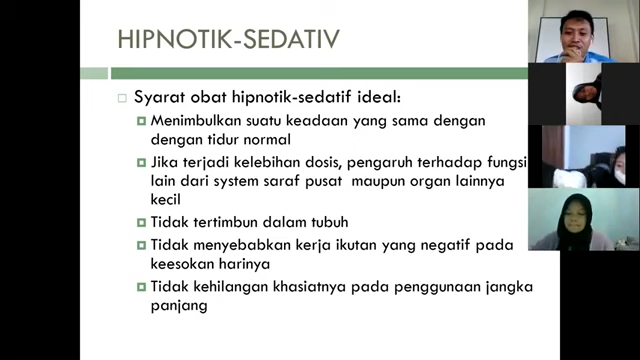 HIPNOTIK-SEDATIV
Syarat obat hipnotik-sedatif ideal:
Menimbulkan suatu keadaan yang sama dengan
dengan tidur normal
Jika terjadi kelebihan dosis, pengaruh terhadap fungsi
lain dari system saraf pusat maupun organ lainnya
kecil
Tidak tertimbun dalam tubuh
Tidak menyebabkan kerja ikutan yang negatif pada
keesokan harinya
Tidak kehilangan khasiatnya pada penggunaan jangka
panjang